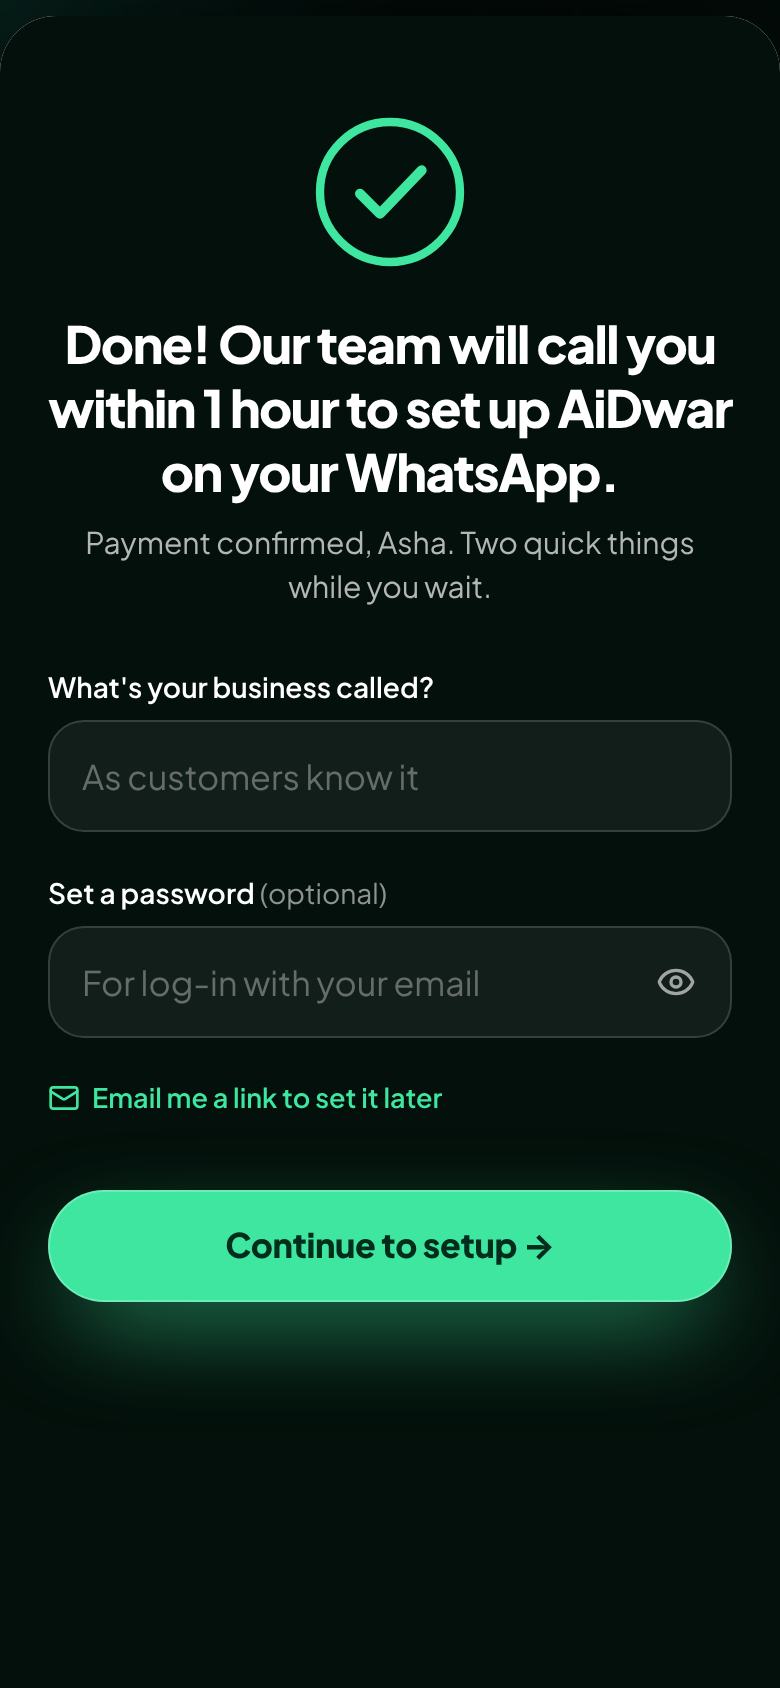 Done! Our team will call you
within 1 hour to set up AiDwar
on your WhatsApp.
Payment confirmed, Asha. Two quick things
while you wait.
What's your business called?
As customers know it
Set a password (optional)
For log-in with your email
Email me a link to set it later
Continue to setup →